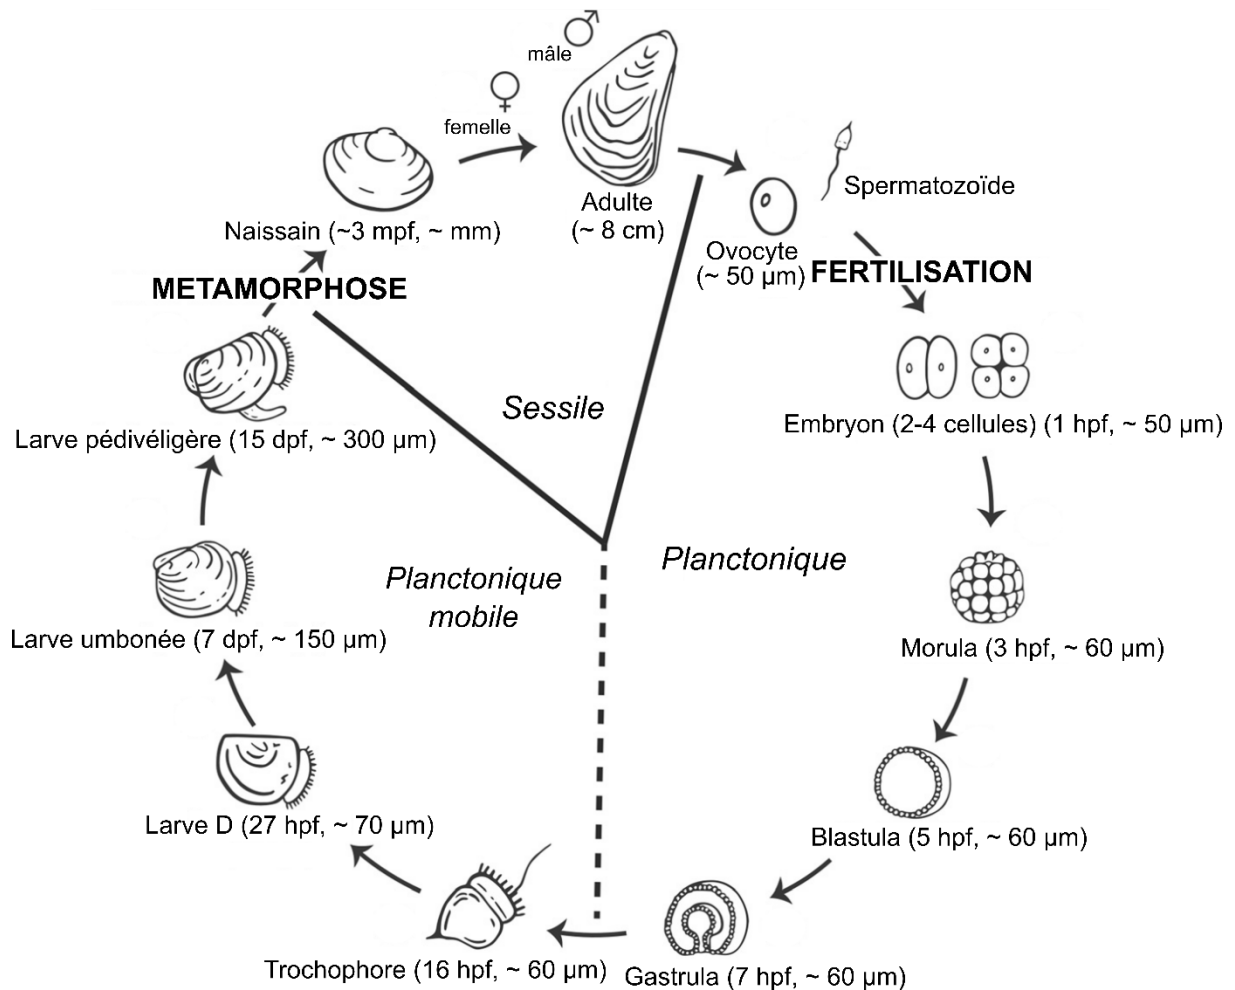 mâle
femelle
Adulte
(~ 8 cm)
Spermatozoïde
Ovocyte
(~ 50 µm)
FERTILISATION
Embryon (2-4 cellules) (1 hpf, ~ 50 µm)
Morula (3 hpf, ~ 60 µm)
Blastula (5 hpf, ~ 60 µm)
Gastrula (7 hpf, ~ 60 µm)
Trochophore (16 hpf, ~ 60 µm)
Larve D (27 hpf, ~ 70 µm)
Larve umbonée (7 dpf, ~ 150 µm)
Larve pédivéligère (15 dpf, ~ 300 µm)
METAMORPHOSE
Naissain (~3 mpf, ~ mm)
Sessile
Planctonique
Planctonique
mobile